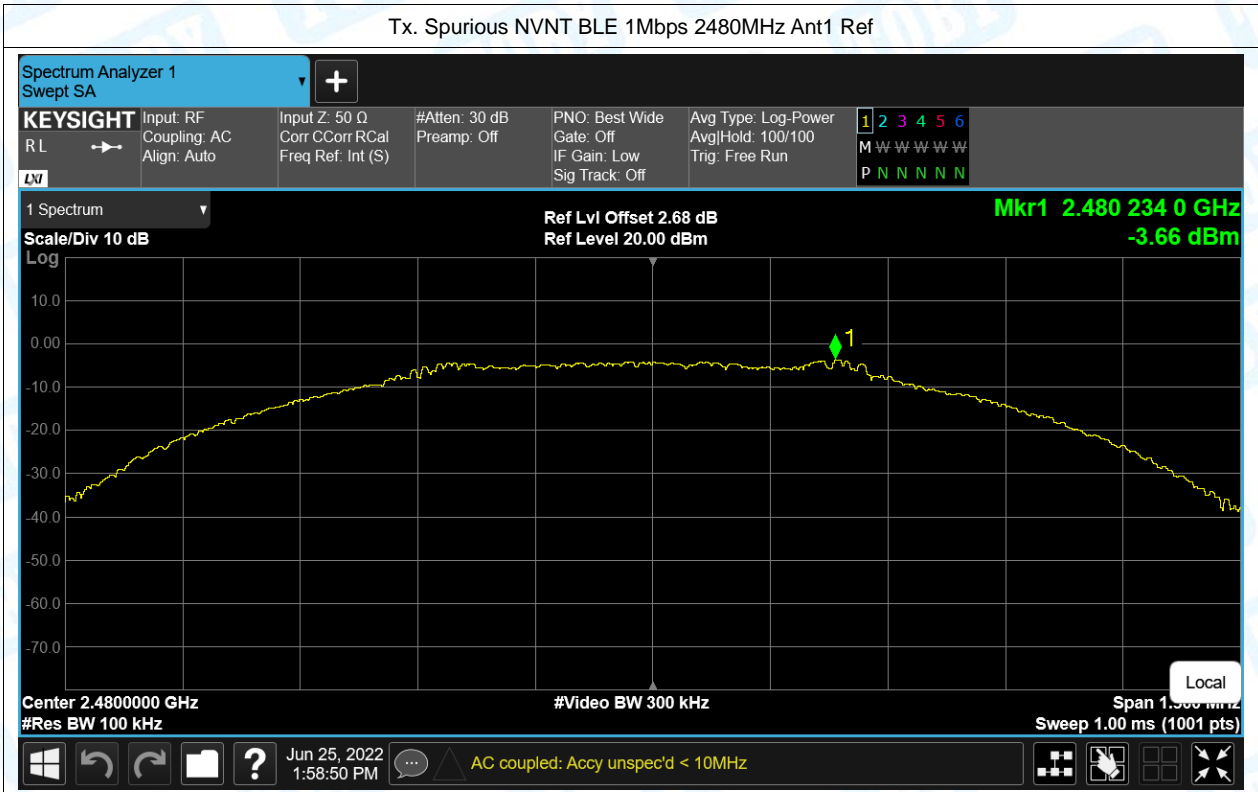 Tx. Spurious NVNT BLE 1Mbps 2480MHz Ant1 Ref
Spectrum Analyzer 1
Swept SA
KEYSIGHT
R L
LXI
Input: RF
Coupling: AC
Align: Auto
Input Z: 50 Ω
Corr CCorr RCal
Freq Ref: Int (S)
#Atten: 30 dB
Preamp: Off
PNO: Best Wide
Gate: Off
IF Gain: Low
Sig Track: Off
Avg Type: Log-Power
Avg|Hold: 100/100
Trig: Free Run
1 2 3 4 5 6
M W W W W W
P N N N N N
1 Spectrum
Scale/Div 10 dB
Log
Ref Lvl Offset 2.68 dB
Ref Level 20.00 dBm
Mkr1 2.480 234 0 GHz
-3.66 dBm
1
10.0
0.00
-10.0
-20.0
-30.0
-40.0
-50.0
-60.0
-70.0
Local
Center 2.4800000 GHz
#Video BW 300 kHz
Span
#Res BW 100 kHz
Sweep 1.00 ms (1001 pts)
Jun 25, 2022
1:58:50 PM
AC coupled: Accy unspec'd < 10MHz